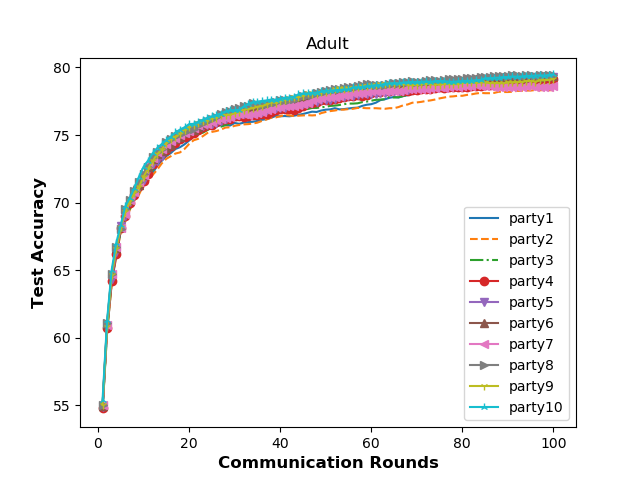 Adult
Test Accuracy
80
75
70
65
60
55
0 20 40 60 80 100
Communication Rounds
party1
party2
party3
party4
party5
party6
party7
party8
party9
party10